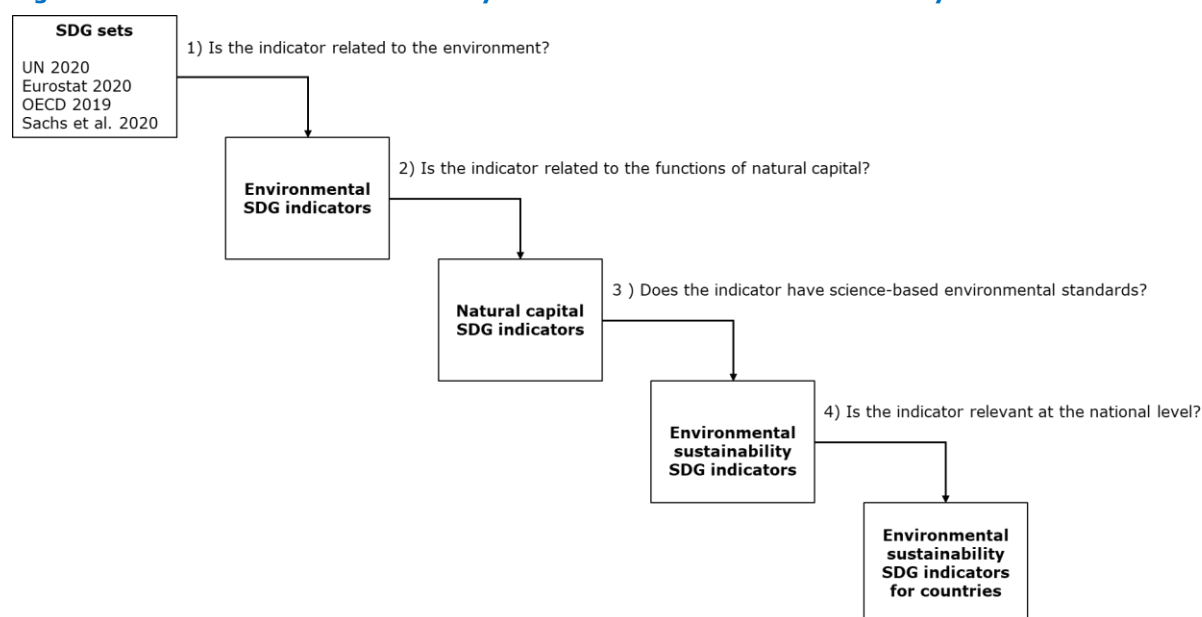 SDG sets
1) Is the indicator related to the environment?
UN 2020
Eurostat 2020
OECD 2019
Sachs et al. 2020
2) Is the indicator related to the functions of natural capital?
Environmental
SDG indicators
3 ) Does the indicator have science-based environmental standards?
Natural capital
SDG indicators
4) Is the indicator relevant at the national level?
Environmental
sustainability
SDG indicators
Environmental
sustainability
SDG indicators
for countries